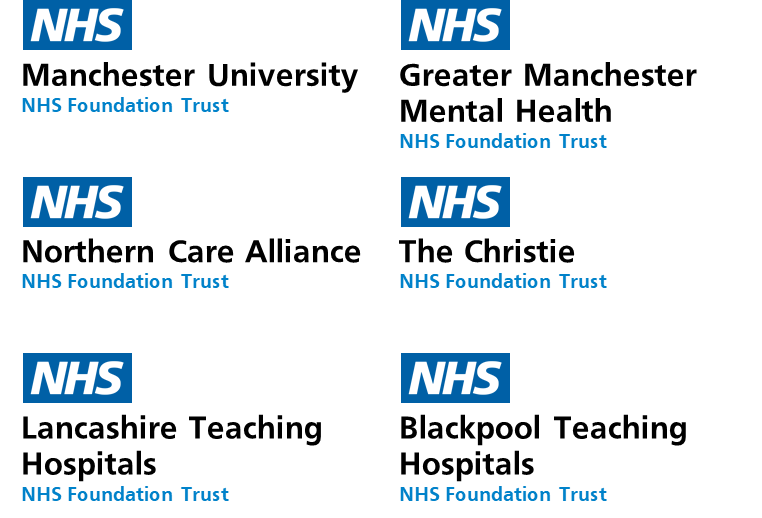 NHS
Manchester University
NHS Foundation Trust
NHS
Greater Manchester
Mental Health
NHS Foundation Trust
NHS
Northern Care Alliance
NHS Foundation Trust
NHS
The Christie
NHS Foundation Trust
NHS
Lancashire Teaching
Hospitals
NHS Foundation Trust
NHS
Blackpool Teaching
Hospitals
NHS Foundation Trust